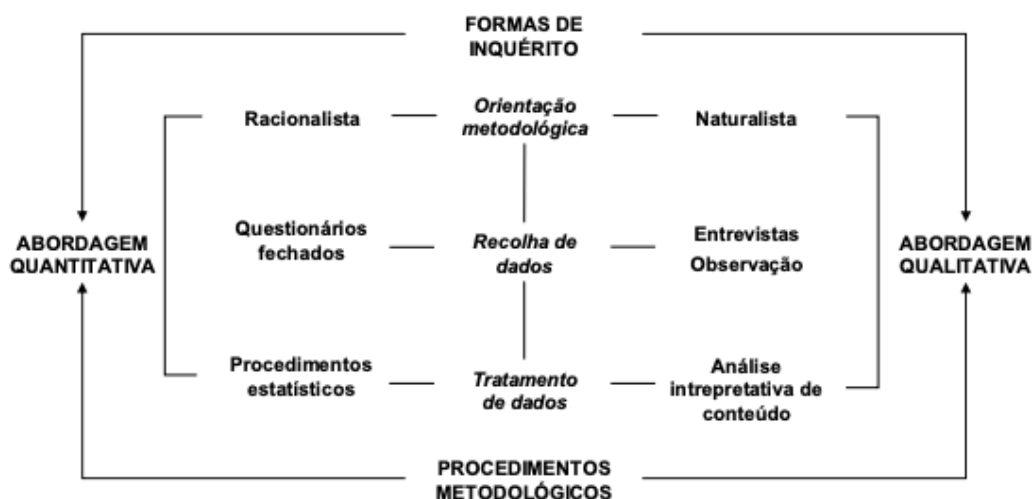 FORMAS DE
INQUÉRITO
Racionalista
Orientação
metodológica
Naturalista
ABORDAGEM
QUANTITATIVA
Questionários
fechados
Recolha de
dados
Entrevistas
Observação
ABORDAGEM
QUALITATIVA
Procedimentos
estatísticos
Tratamento
de dados
Análise
intrepretativa de
conteúdo
PROCEDIMENTOS
METODOLÓGICOS